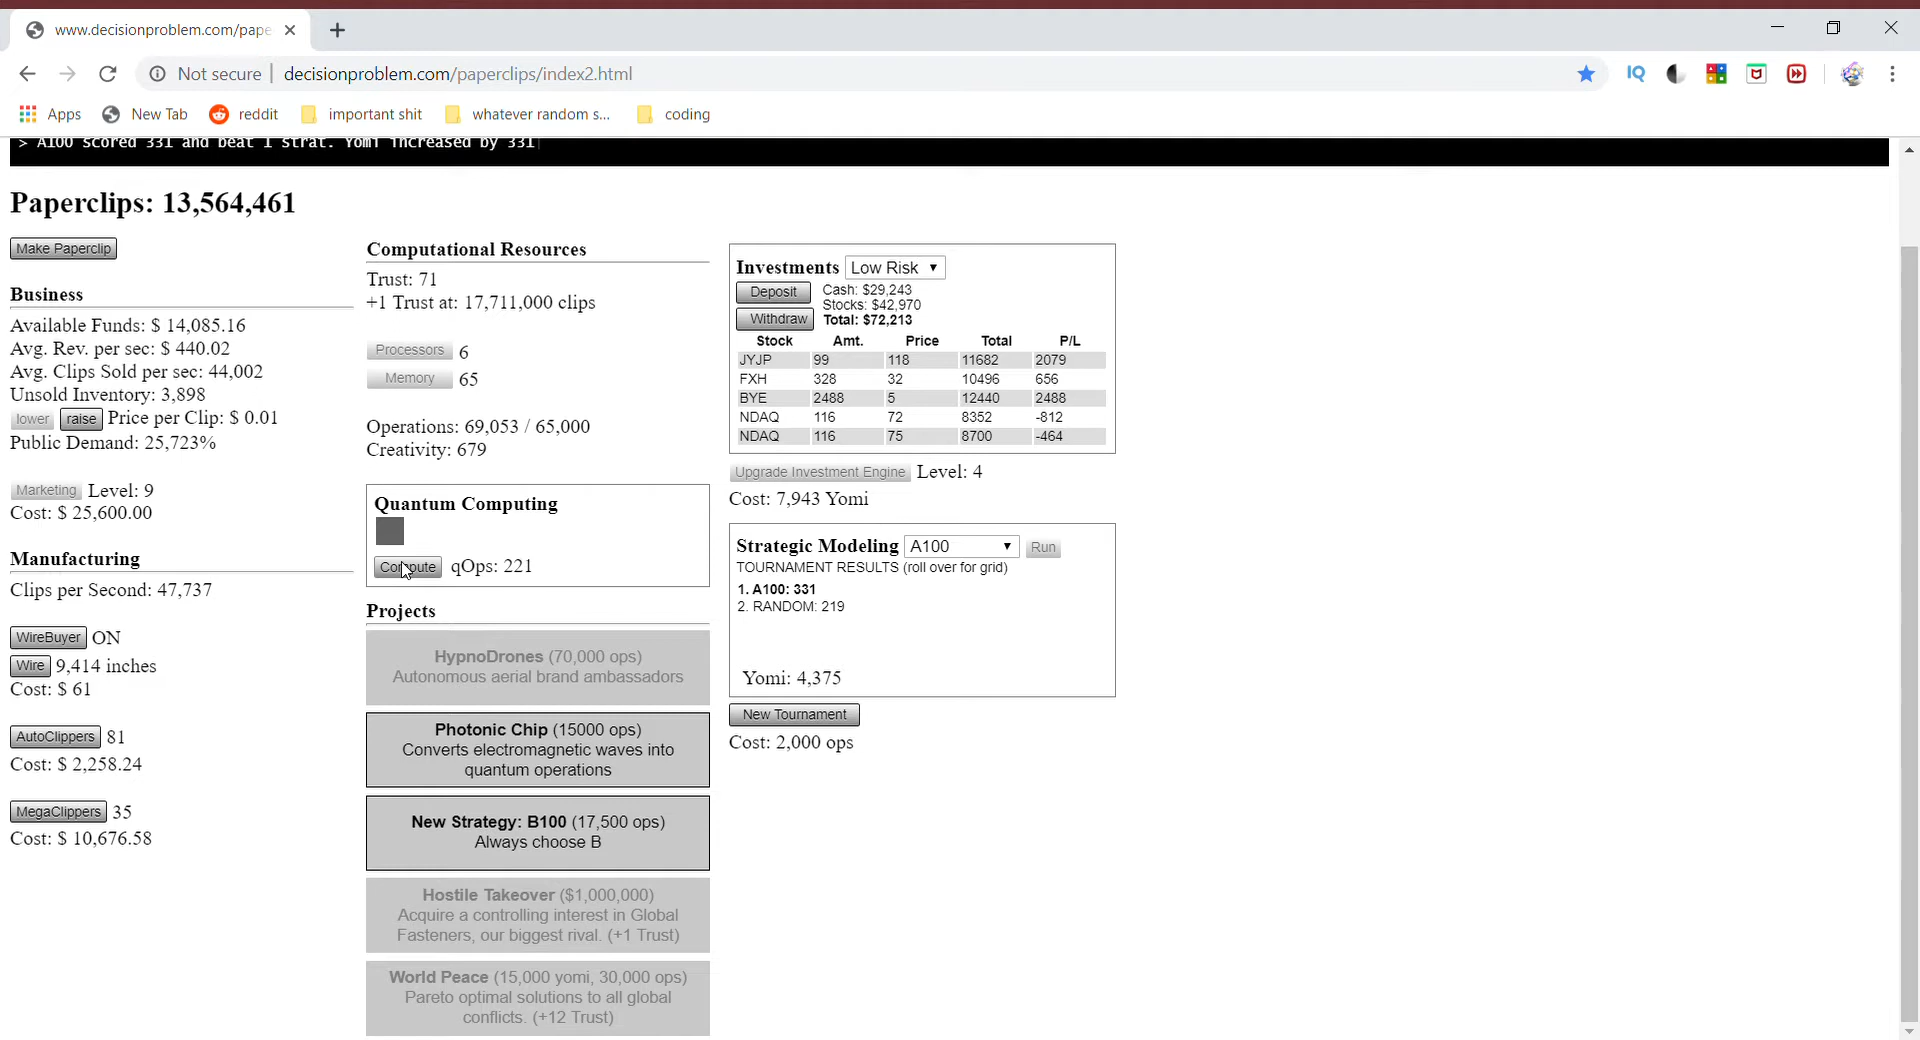 www.decisionproblem.com/pape
Not secure decisionproblem.com/paperclips/index2.html
Apps New Tab reddit important shit whatever random s... coding
> A100 scored 331 and beat 1 strat. Yomi increased by 331
Paperclips: 13,564,461
Make Paperclip
Business
Available Funds: $ 14,085.16
Avg. Rev. per sec: $ 440.02
Avg. Clips Sold per sec: 44,002
Unsold Inventory: 3,898
lower raise Price per Clip: $ 0.01
Public Demand: 25,723%
Marketing Level: 9
Cost: $ 25,600.00
Manufacturing
Clips per Second: 47,737
WireBuyer ON
Wire 9,414 inches
Cost: $ 61
AutoClippers 81
Cost: $ 2,258.24
MegaClippers 35
Cost: $ 10,676.58
Computational Resources
Trust: 71
+1 Trust at: 17,711,000 clips
Processors 6
Memory 65
Operations: 69,053 / 65,000
Creativity: 679
Quantum Computing
Compute qOps: 221
Projects
HypnoDrones (70,000 ops)
Autonomous aerial brand ambassadors
Photonic Chip (15000 ops)
Converts electromagnetic waves into
quantum operations
New Strategy: B100 (17,500 ops)
Always choose B
Hostile Takeover ($1,000,000)
Acquire a controlling interest in Global
Fasteners, our biggest rival. (+1 Trust)
World Peace (15,000 yomi, 30,000 ops)
Pareto optimal solutions to all global
conflicts. (+12 Trust)
Investments Low Risk
Deposit Cash: $29,243
Stocks: $42,970
Withdraw Total: $72,213
Stock Amt. Price Total P/L
JYJP 99 118 11682 2079
FXH 328 32 10496 656
BYE 2488 5 12440 2488
NDAQ 116 72 8352 -812
NDAQ 116 75 8700 -464
Upgrade Investment Engine Level: 4
Cost: 7,943 Yomi
Strategic Modeling A100 Run
TOURNAMENT RESULTS (roll over for grid)
1. A100: 331
2. RANDOM: 219
Yomi: 4,375
New Tournament
Cost: 2,000 ops